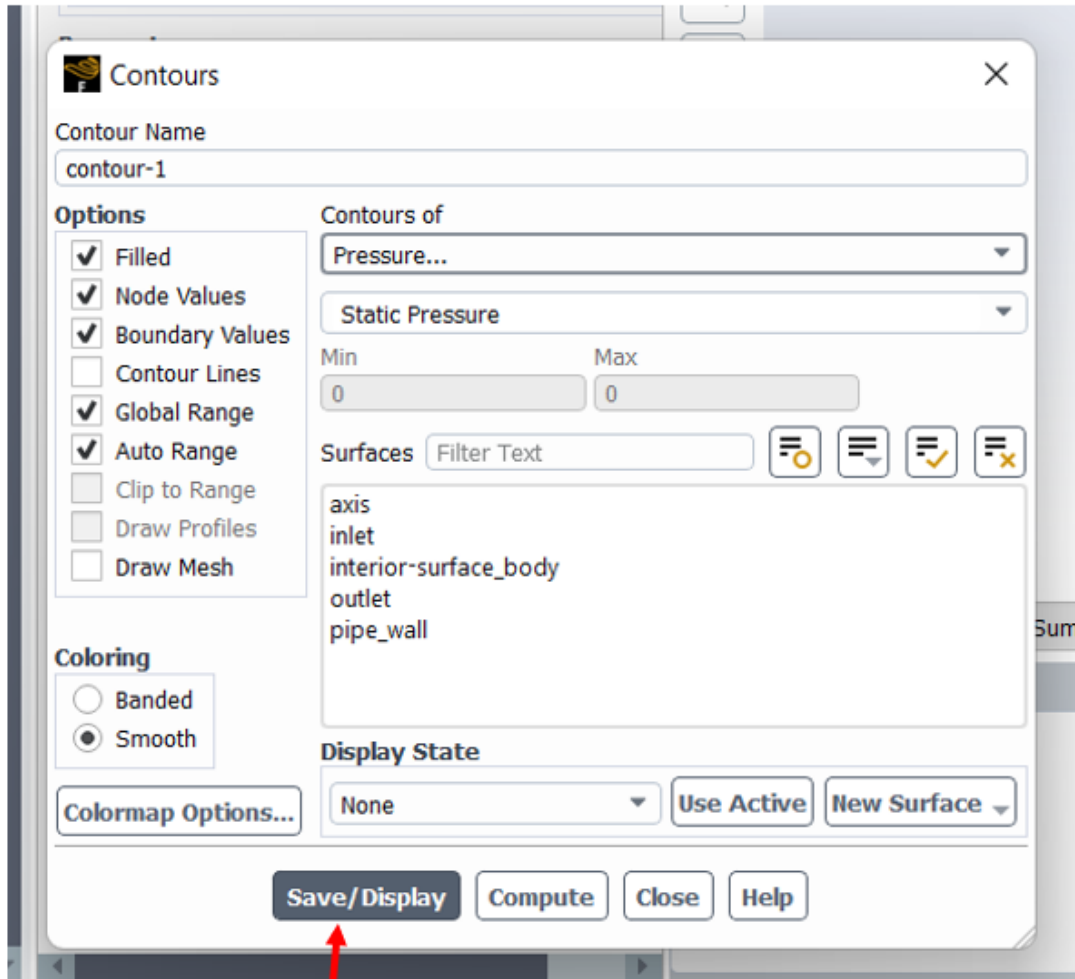 Contours
Contour Name
contour-1
Options
Filled
Node Values
Boundary Values
Contour Lines
Global Range
Auto Range
Clip to Range
Draw Profiles
Draw Mesh
Coloring
Banded
Smooth
Colormap Options...
Contours of
Pressure...
Static Pressure
Min Max
0 0
Surfaces Filter Text
axis
inlet
interior-surface_body
outlet
pipe_wall
Display State
None Use Active New Surface
Save/Display Compute Close Help